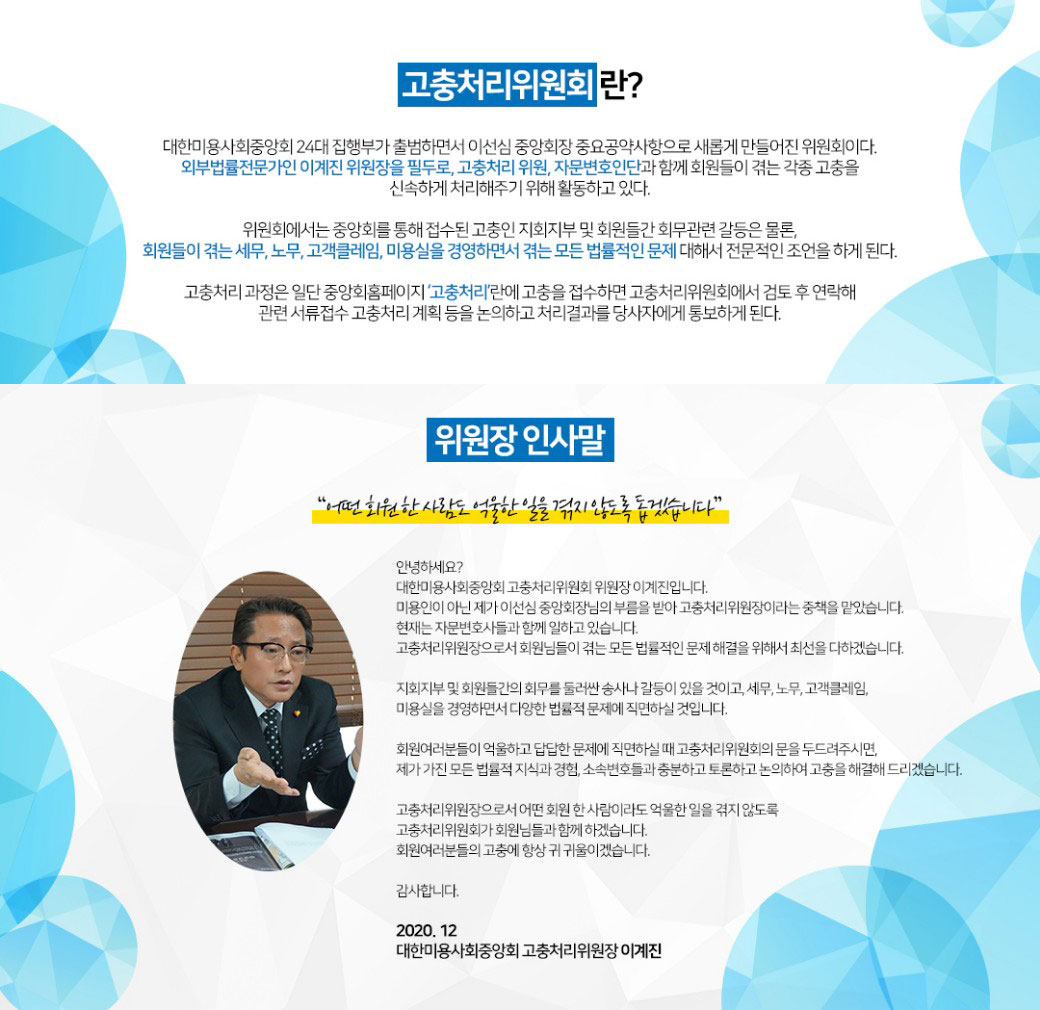 고충처리위원회란?
대한미용사회중앙회 24대 집행부가 출범하면서 이선심 중앙회장 중요공약사항으로 새롭게 만들어진 위원회이다.
외부법률전문가인 이계진 위원장을 필두로, 고충처리 위원, 자문변호인단과 함께 회원들이 겪는 각종 고충을
신속하게 처리해주기 위해 활동하고 있다.
위원회에서는 중앙회를 통해 접수된 고충인 지회지부 및 회원들간 회무관련 갈등은 물론,
회원들이 겪는 세무, 노무, 고객클레임, 미용실을 경영하면서 겪는 모든 법률적인 문제 대해서 전문적인 조언을 하게 된다.
고충처리 과정은 일단 중앙회홈페이지 ‘고충처리’란에 고충을 접수하면 고충처리위원회에서 검토 후 연락해
관련 서류접수 고충처리 계획 등을 논의하고 처리결과를 당사자에게 통보하게 된다.
위원장 인사말
“어떤 회원 한 사람도 억울한 일을 겪지 않도록 돕겠습니다”
안녕하세요?
대한미용사회중앙회 고충처리위원회 위원장 이계진입니다.
미용인이 아닌 제가 이선심 중앙회장님의 부름을 받아 고충처리위원장이라는 중책을 맡았습니다.
현재는 자문변호사들과 함께 일하고 있습니다.
고충처리위원장으로서 회원님들이 겪는 모든 법률적인 문제 해결을 위해서 최선을 다하겠습니다.
지회지부 및 회원들간의 회무를 둘러싼 송사나 갈등이 있을 것이고, 세무, 노무, 고객클레임,
미용실을 경영하면서 다양한 법률적 문제에 직면하실 것입니다.
회원여러분들이 억울하고 답답한 문제에 직면하실 때 고충처리위원회의 문을 두드려주시면,
제가 가진 모든 법률적 지식과 경험, 소속변호들과 충분하고 토론하고 논의하여 고충을 해결해 드리겠습니다.
고충처리위원장으로서 어떤 회원 한 사람이라도 억울한 일을 겪지 않도록
고충처리위원회가 회원님들과 함께 하겠습니다.
회원여러분들의 고충에 항상 귀 귀울이겠습니다.
감사합니다.
2020. 12
대한미용사회중앙회 고충처리위원장 이계진